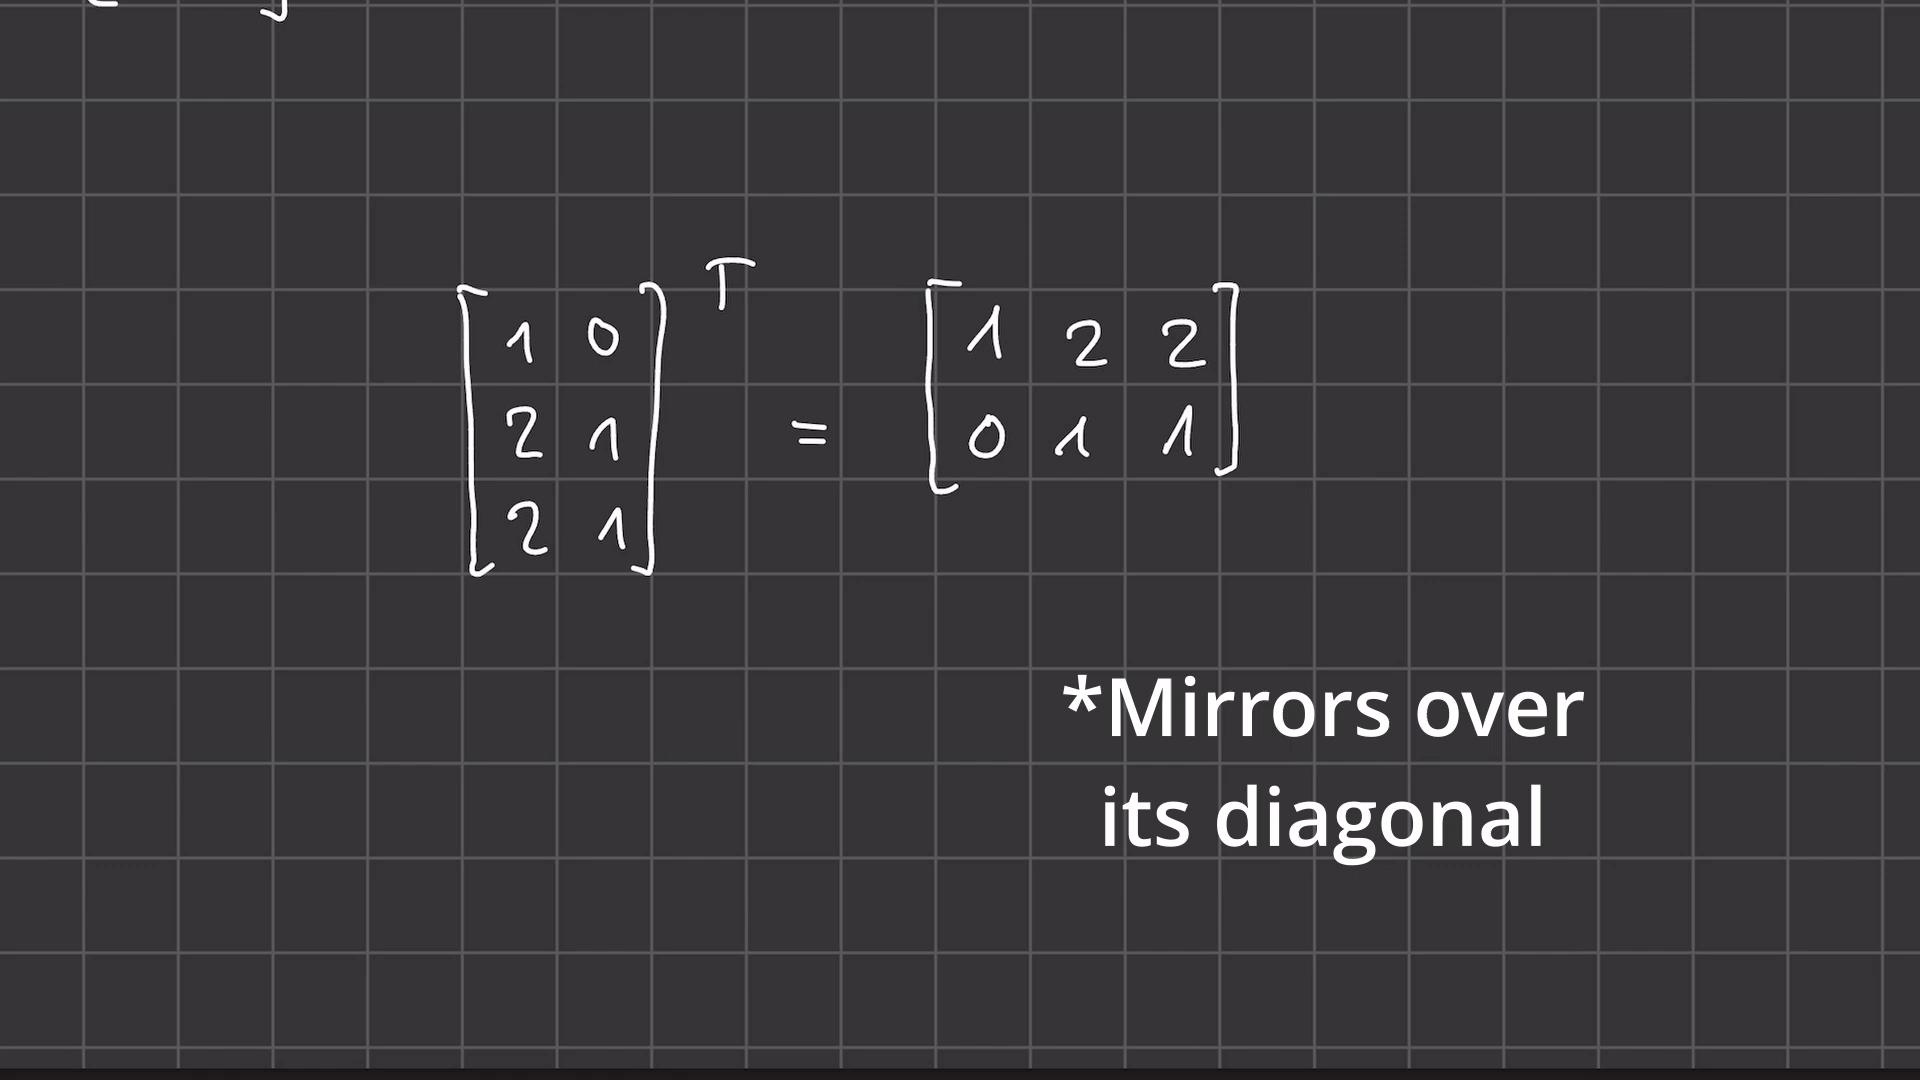 [1 0
2 1
2 1]^T = [1 2 2
0 1 1]
*Mirrors over
its diagonal